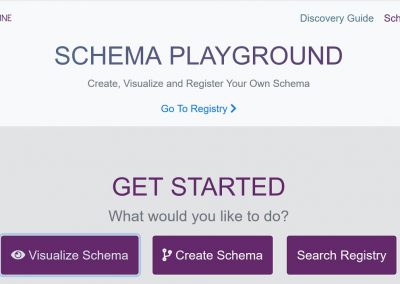 INE Discovery Guide Sch
SCHEMA PLAYGROUND
Create, Visualize and Register Your Own Schema
Go To Registry
GET STARTED
What would you like to do?
Visualize Schema Create Schema Search Registry